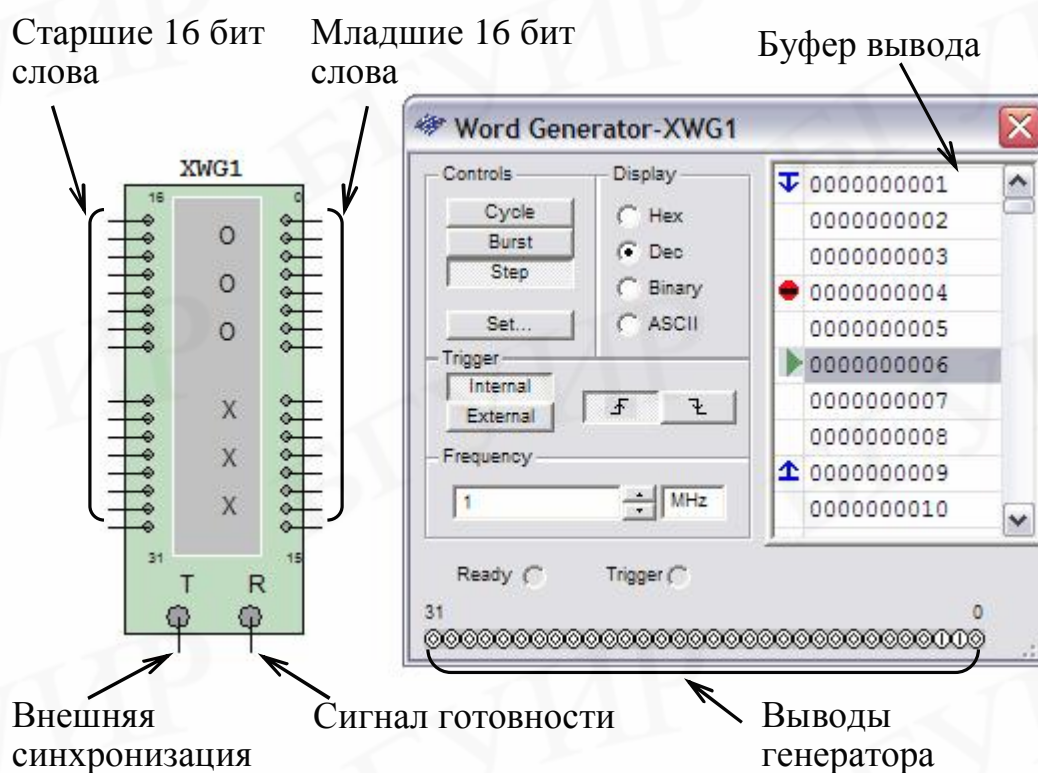 Старшие 16 бит
слова
Младшие 16 бит
слова
Буфер вывода
XWG1
16
0
O
O
O
X
X
X
31
15
T
R
Word Generator-XWG1
Controls
Cycle
Burst
Step
Set...
Display
Hex
Dec
Binary
ASCII
Trigger
Internal
External
Frequency
1
MHz
Ready
Trigger
31
0
0000000001
0000000002
0000000003
0000000004
0000000005
0000000006
0000000007
0000000008
0000000009
0000000010
Внешняя
синхронизация
Сигнал готовности
Выводы
генератора